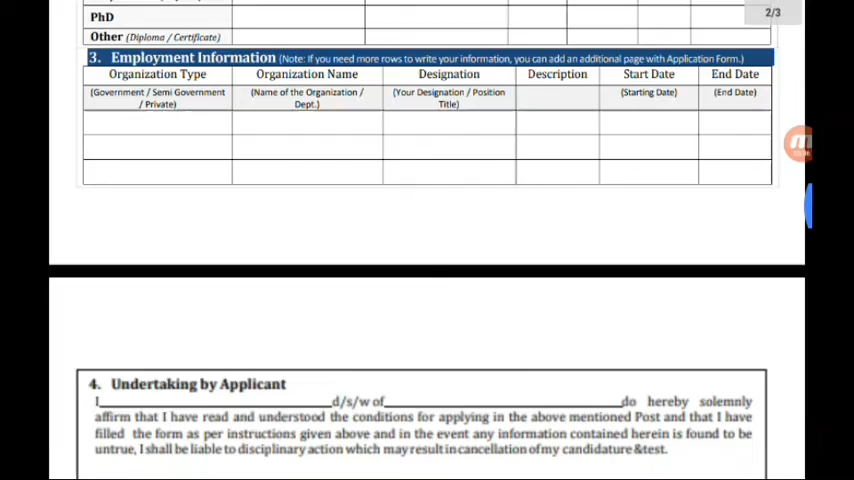 PhD
2/3
Other (Diploma / Certificate)
3. Employment Information (Note: If you need more rows to write your information, you can add an additional page with Application Form.)
Organization Type Organization Name Designation Description Start Date End Date
(Government / Semi Government (Name of the Organization / (Your Designation / Position (Starting Date) (End Date)
/ Private) Dept.) Title)
4. Undertaking by Applicant
I____________________d/s/w of____________________do hereby solemnly
affirm that I have read and understood the conditions for applying in the above mentioned Post and that I have
filled the form as per instructions given above and in the event any information contained herein is found to be
untrue, I shall be liable to disciplinary action which may result in cancellation of my candidature &test.